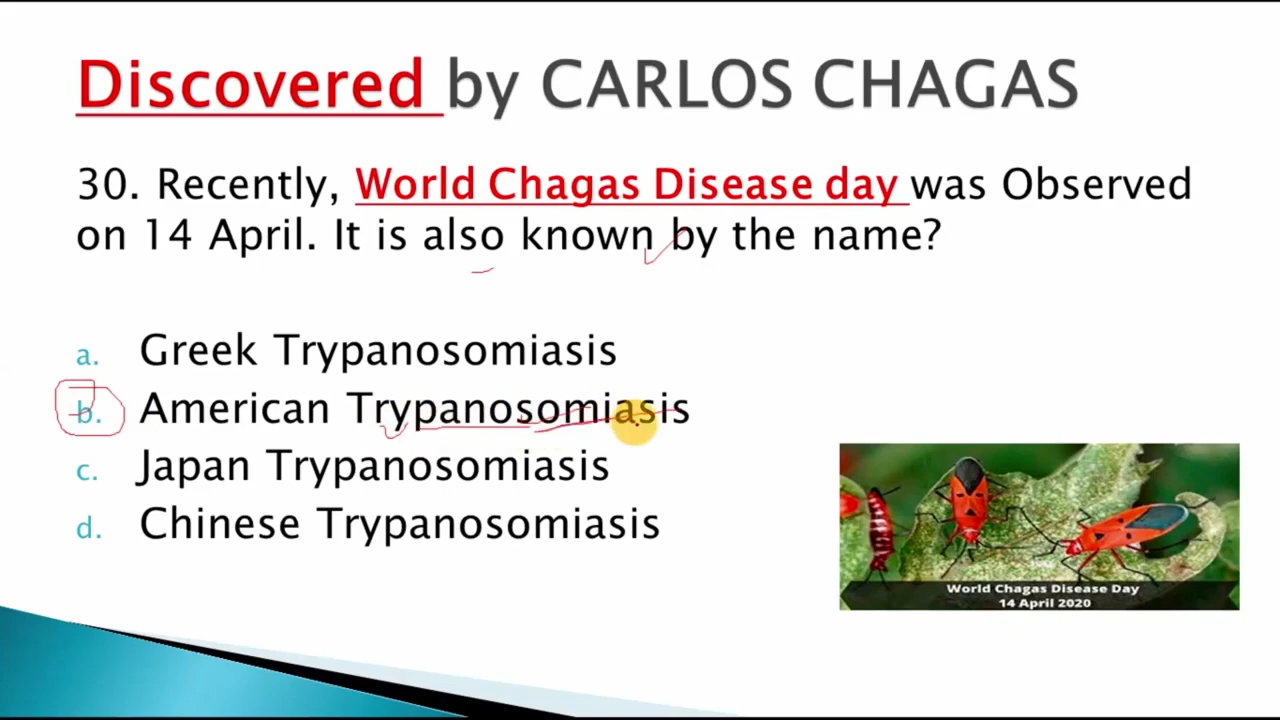 Discovered by CARLOS CHAGAS
30. Recently, World Chagas Disease day was Observed
on 14 April. It is also known by the name?
a. Greek Trypanosomiasis
b. American Trypanosomiasis
c. Japan Trypanosomiasis
d. Chinese Trypanosomiasis
World Chagas Disease Day
14 April 2020